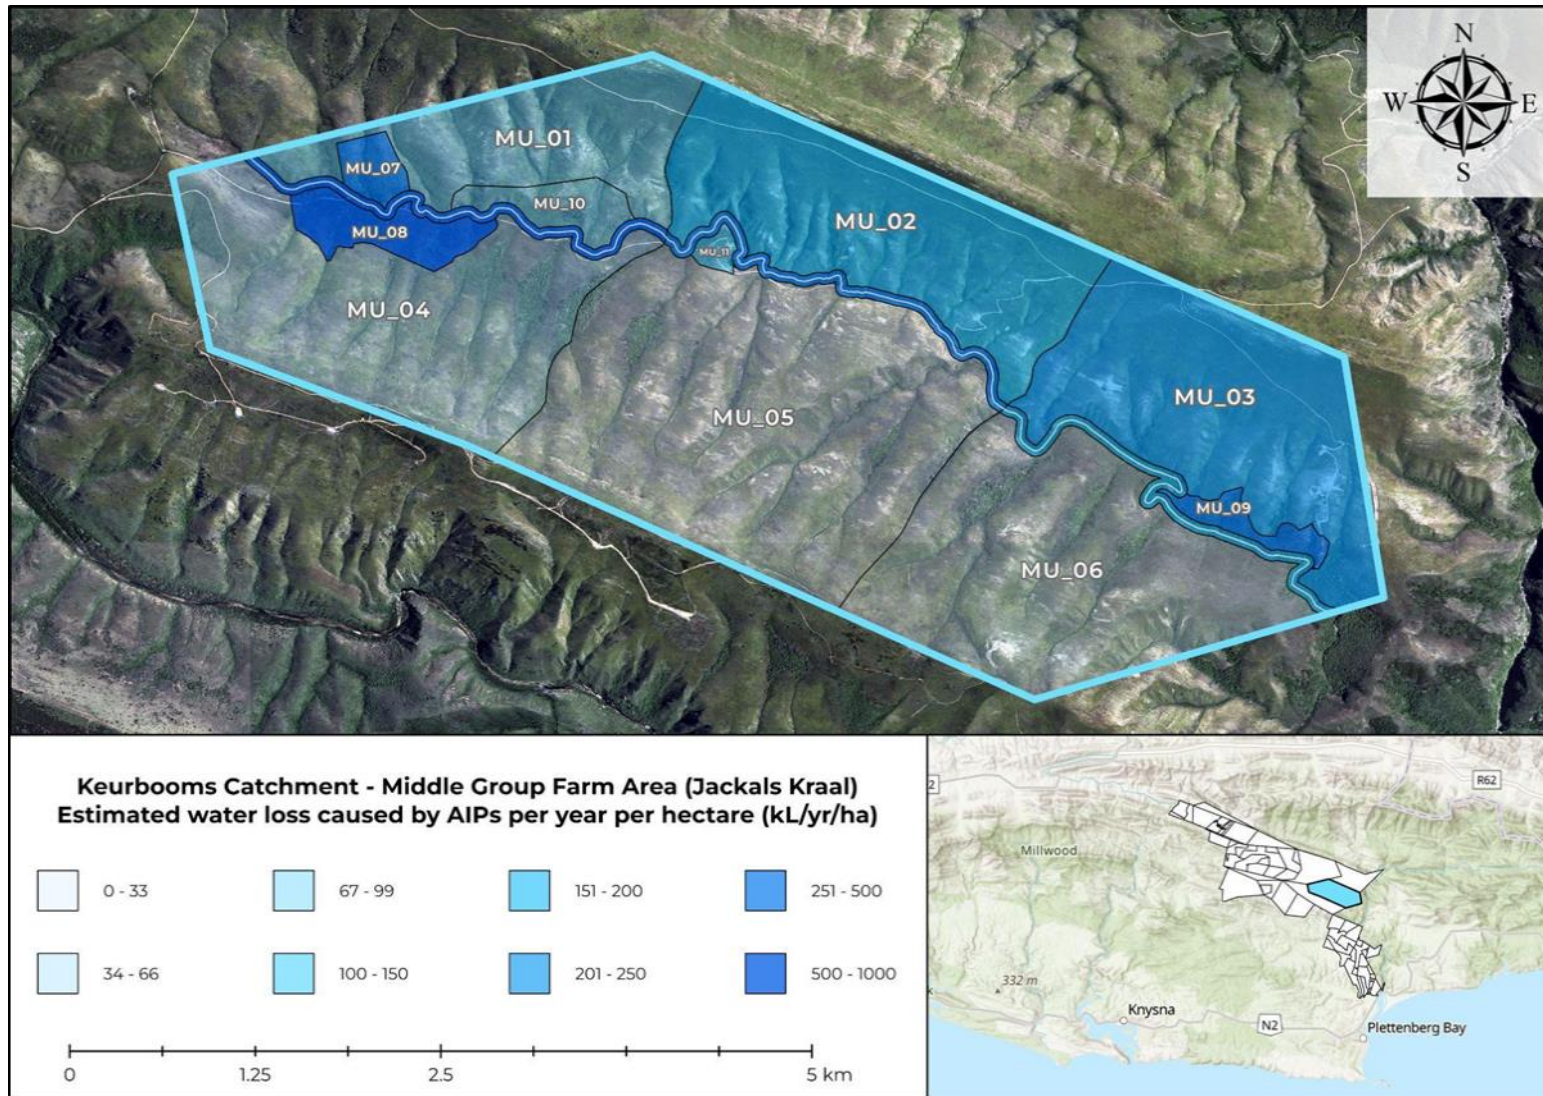 N
W
E
S
MU_01
MU_07
MU_10
MU_08
MU_02
MU_11
MU_04
MU_03
MU_05
MU_09
MU_06
Keurbooms Catchment - Middle Group Farm Area (Jackals Kraal)
Estimated water loss caused by AIPs per year per hectare (kL/yr/ha)
0 - 33
67 - 99
151 - 200
251 - 500
34 - 66
100 - 150
201 - 250
500 - 1000
0
1.25
2.5
5 km
2
R62
Millwood
332 m
k
Knysna
N2
Plettenberg Bay